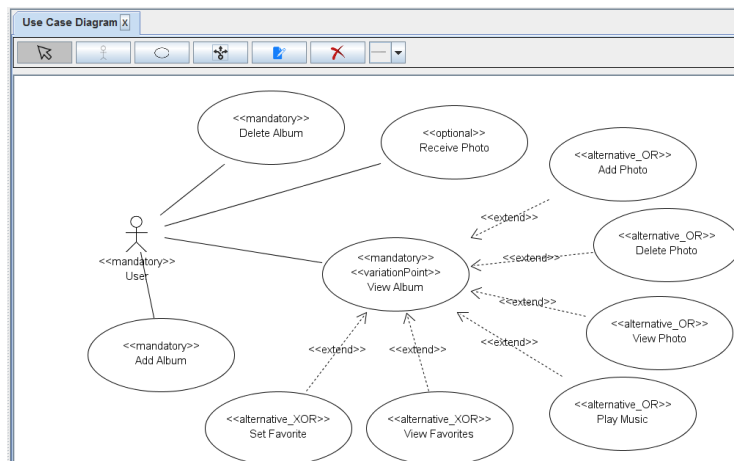 Use Case Diagram x
<<mandatory>>
Delete Album
<<optional>>
Receive Photo
<<alternative_OR>>
Add Photo
<<extend>>
<<mandatory>>
User
<<mandatory>>
<<variationPoint>>
View Album
<<alternative_OR>>
Delete Photo
<<extend>>
<<extend>>
<<alternative_OR>>
View Photo
<<mandatory>>
Add Album
<<extend>>
<<extend>>
<<extend>>
<<alternative_XOR>>
Set Favorite
<<alternative_XOR>>
View Favorites
<<alternative_OR>>
Play Music